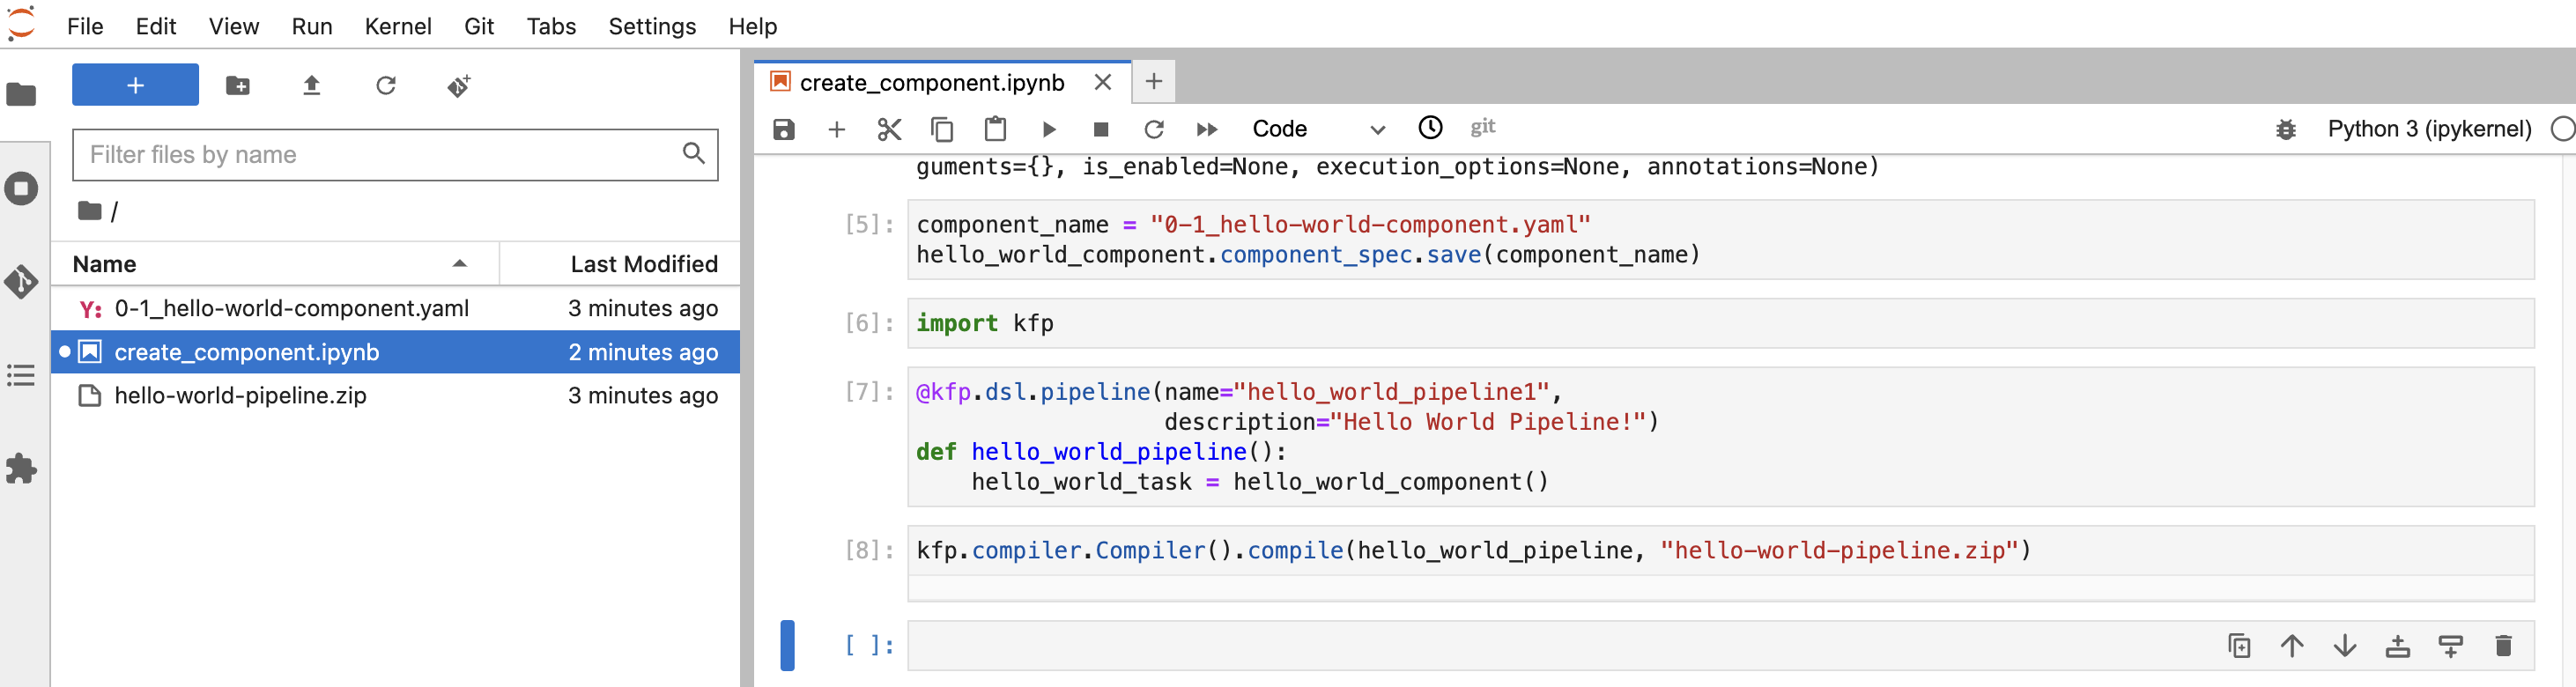 File Edit View Run Kernel Git Tabs Settings Help
Filter files by name
/
Name Last Modified
Y: 0-1_hello-world-component.yaml 3 minutes ago
create_component.ipynb 2 minutes ago
hello-world-pipeline.zip 3 minutes ago
create_component.ipynb
Code git Python 3 (ipykernel)
guments={}, is_enabled=None, execution_options=None, annotations=None)
[5]: component_name = "0-1_hello-world-component.yaml"
hello_world_component.component_spec.save(component_name)
[6]: import kfp
[7]: @kfp.dsl.pipeline(name="hello_world_pipeline1",
                  description="Hello World Pipeline!")
def hello_world_pipeline():
    hello_world_task = hello_world_component()
[8]: kfp.compiler.Compiler().compile(hello_world_pipeline, "hello-world-pipeline.zip")
[ ]: